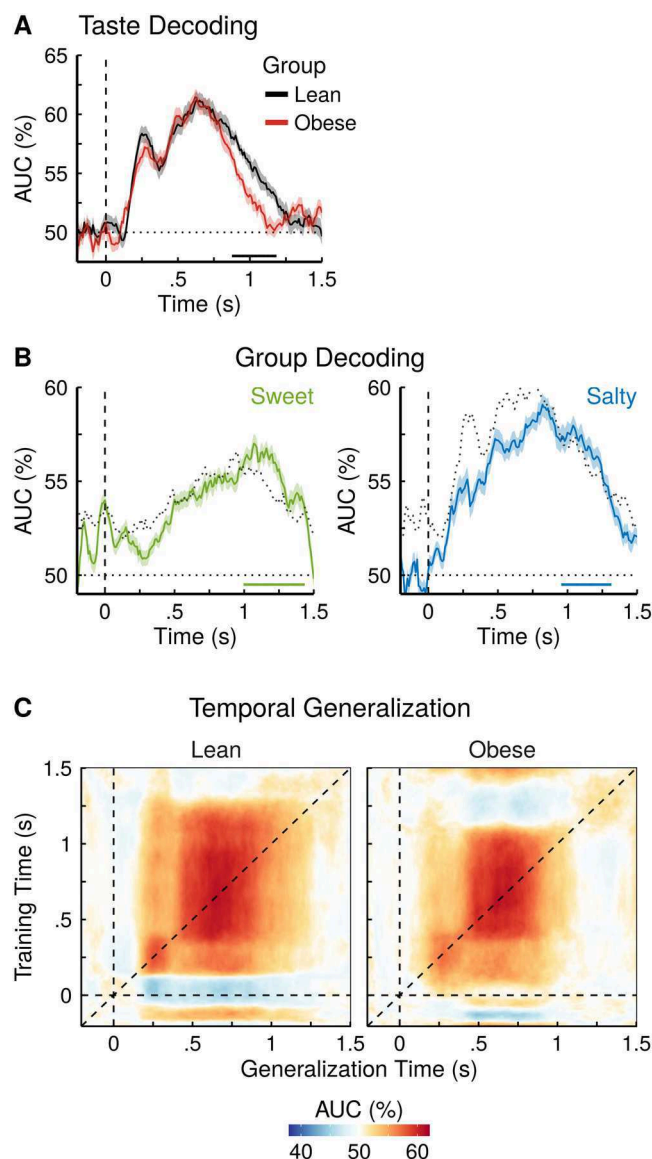 A Taste Decoding
65
60
55
50
AUC (%)
Group
Lean
Obese
0 .5 1 1.5
Time (s)
B Group Decoding
60
55
50
AUC (%)
Sweet
0 .5 1 1.5
Time (s)
60
55
50
AUC (%)
Salty
0 .5 1 1.5
Time (s)
C Temporal Generalization
Lean Obese
1.5
1
.5
0
Training Time (s)
0 .5 1 1.5 0 .5 1 1.5
Generalization Time (s)
AUC (%)
40 50 60